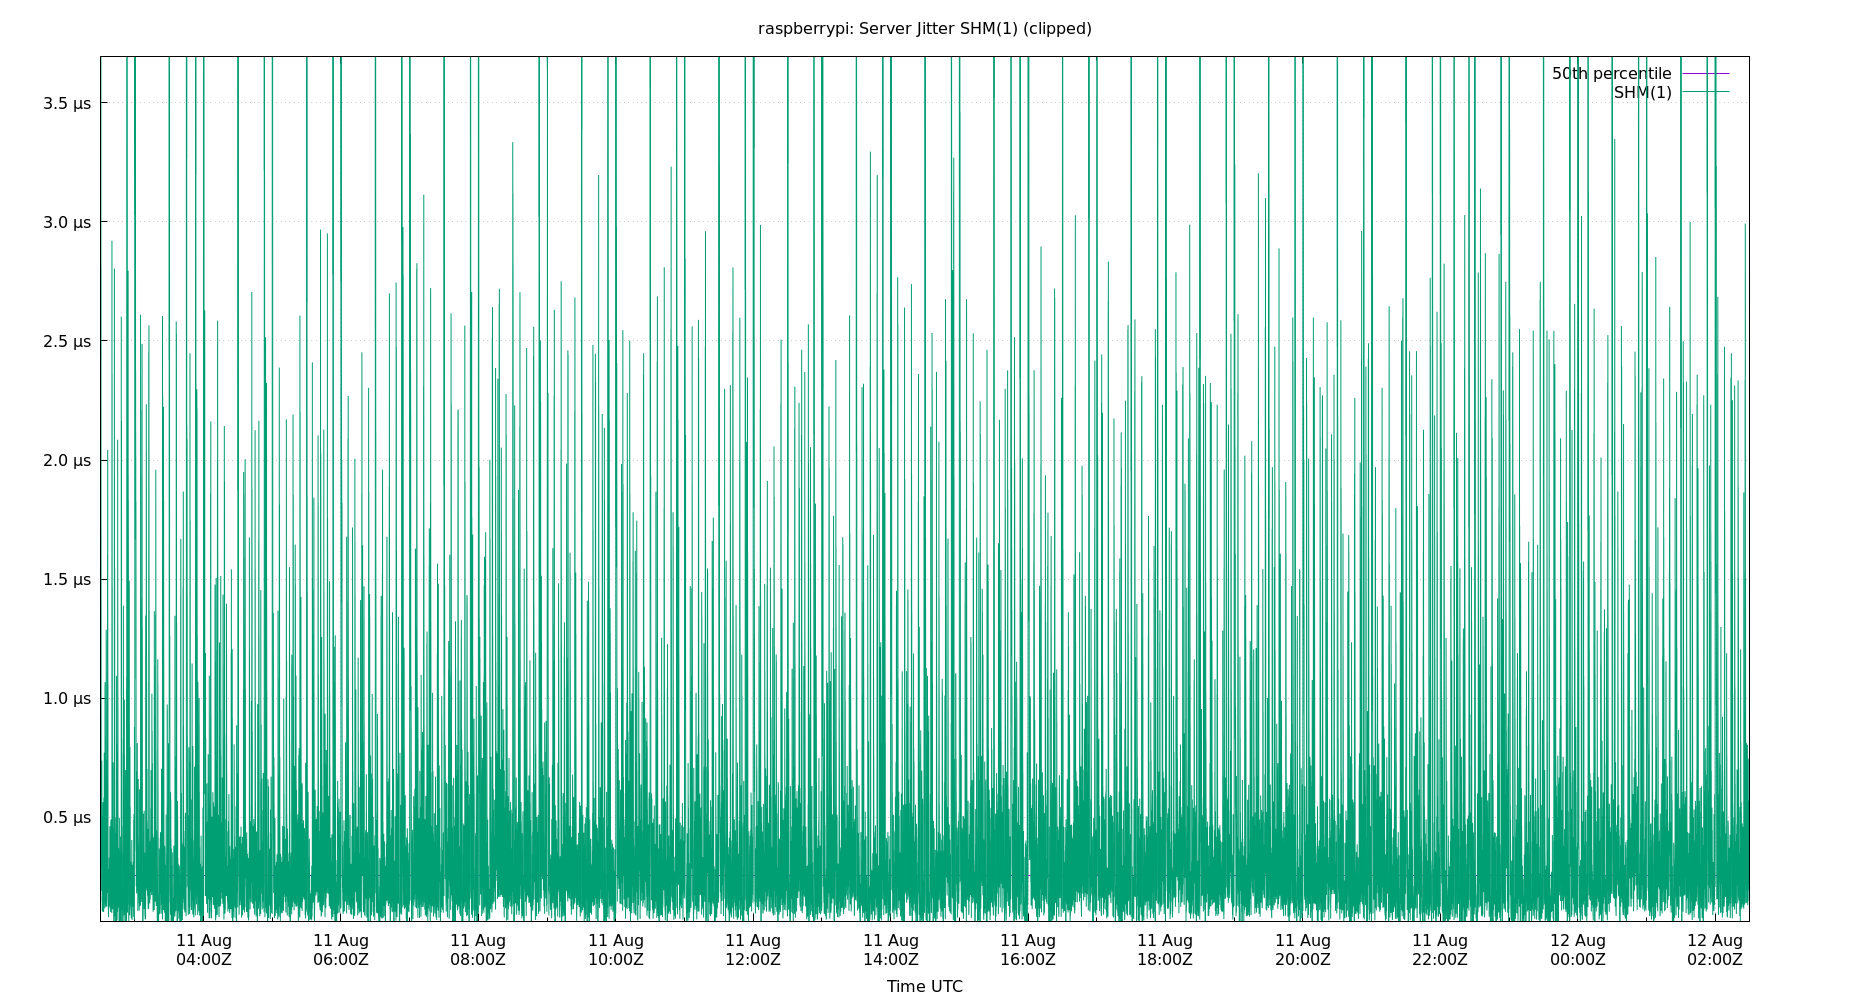 raspberrypi: Server Jitter SHM(1) (clipped)
50th percentile
SHM(1)
3.5 μs
3.0 μs
2.5 μs
2.0 μs
1.5 μs
1.0 μs
0.5 μs
11 Aug 11 Aug 11 Aug 11 Aug 11 Aug 11 Aug 11 Aug 11 Aug 11 Aug 11 Aug 12 Aug 12 Aug
04:00Z 06:00Z 08:00Z 10:00Z 12:00Z 14:00Z 16:00Z 18:00Z 20:00Z 22:00Z 00:00Z 02:00Z
Time UTC